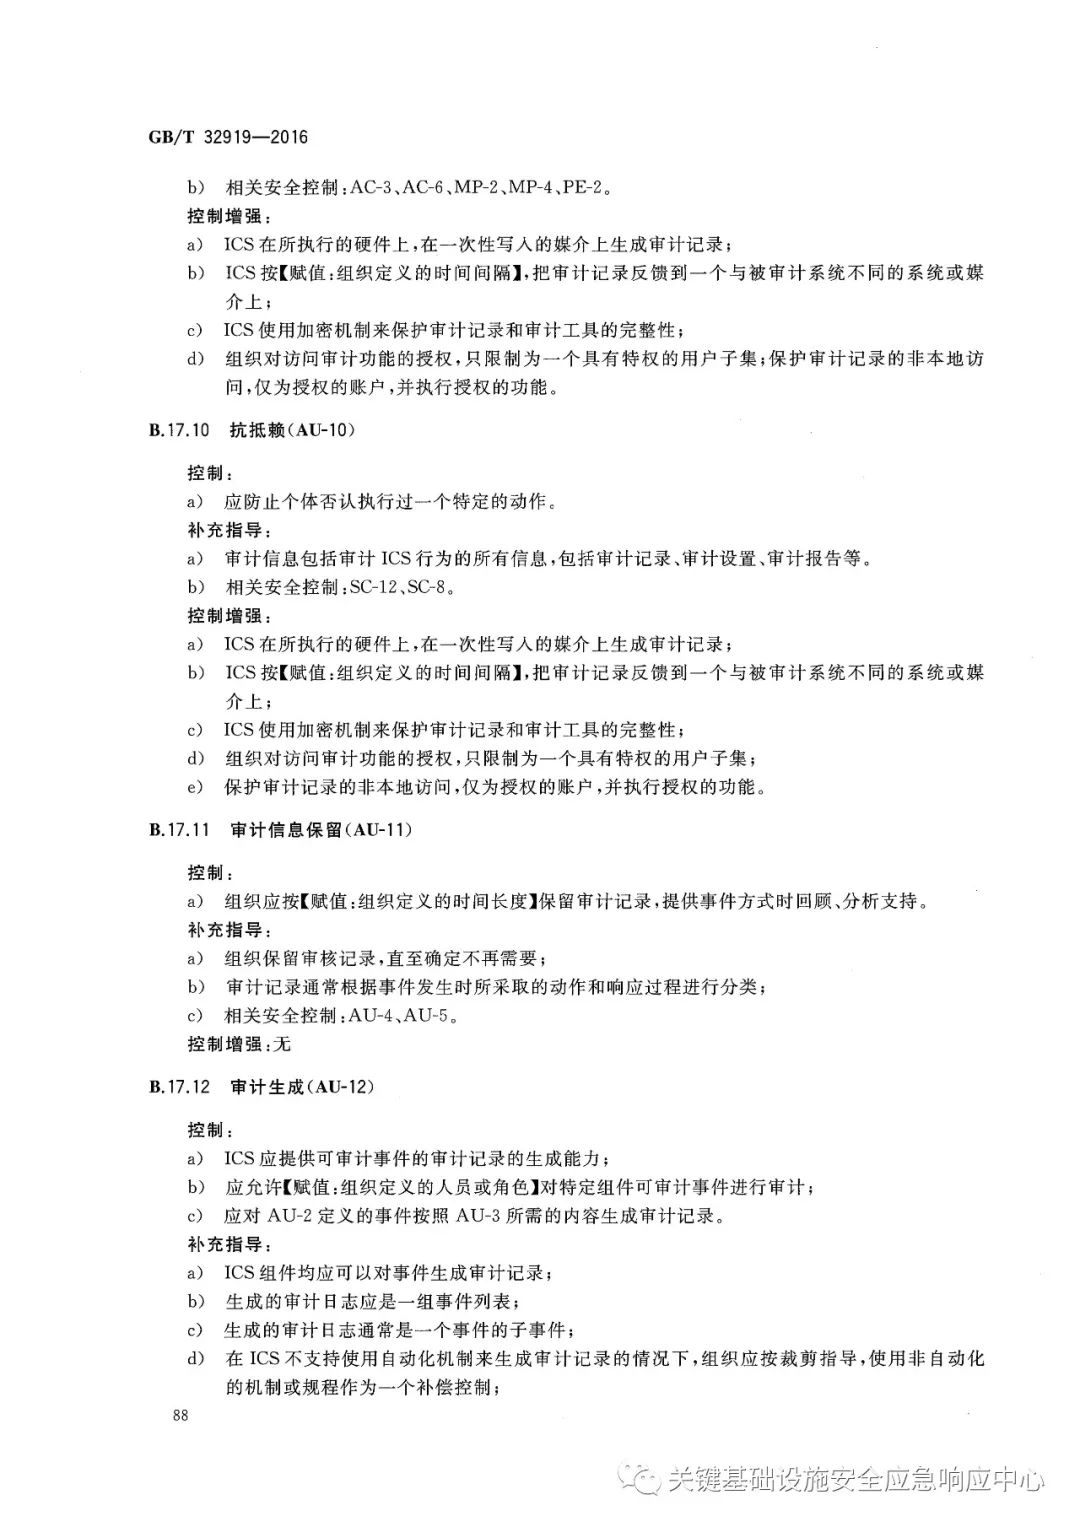 GB/T 32919—2016
b) 相关安全控制:AC-3、AC-6、MP-2、MP-4、PE-2。
控制增强:
a) ICS在所执行的硬件上,在一次性写入的媒介上生成审计记录;
b) ICS按【赋值:组织定义的时间间隔】,把审计记录反馈到一个与被审计系统不同的系统或媒
介上;
c) ICS使用加密机制来保护审计记录和审计工具的完整性;
d) 组织对访问审计功能的授权,只限制为一个具有特权的用户子集;保护审计记录的非本地访
问,仅为授权的账户,并执行授权的功能。
B.17.10 抗抵赖(AU-10)
控制:
a) 应防止个体否认执行过一个特定的动作。
补充指导:
a) 审计信息包括审计ICS行为的所有信息,包括审计记录、审计设置、审计报告等。
b) 相关安全控制:SC-12、SC-8。
控制增强:
a) ICS在所执行的硬件上,在一次性写入的媒介上生成审计记录;
b) ICS按【赋值:组织定义的时间间隔】,把审计记录反馈到一个与被审计系统不同的系统或媒
介上;
c) ICS使用加密机制来保护审计记录和审计工具的完整性;
d) 组织对访问审计功能的授权,只限制为一个具有特权的用户子集;
e) 保护审计记录的非本地访问,仅为授权的账户,并执行授权的功能。
B.17.11 审计信息保留(AU-11)
控制:
a) 组织应按【赋值:组织定义的时间长度】保留审计记录,提供事件方式时回顾、分析支持。
补充指导:
a) 组织保留审核记录,直至确定不再需要;
b) 审计记录通常根据事件发生时所采取的动作和响应过程进行分类;
c) 相关安全控制:AU-4、AU-5。
控制增强:无
B.17.12 审计生成(AU-12)
控制:
a) ICS应提供可审计事件的审计记录的生成能力;
b) 应允许【赋值:组织定义的人员或角色】对特定组件可审计事件进行审计;
c) 应对AU-2定义的事件按照AU-3所需的内容生成审计记录。
补充指导:
a) ICS组件均应可以对事件生成审计记录;
b) 生成的审计日志应是一组事件列表;
c) 生成的审计日志通常是一个事件的子事件;
d) 在ICS不支持使用自动化机制来生成审计记录的情况下,组织应按裁剪指导,使用非自动化
的机制或规程作为一个补偿控制;
88
关键基础设施安全应急响应中心